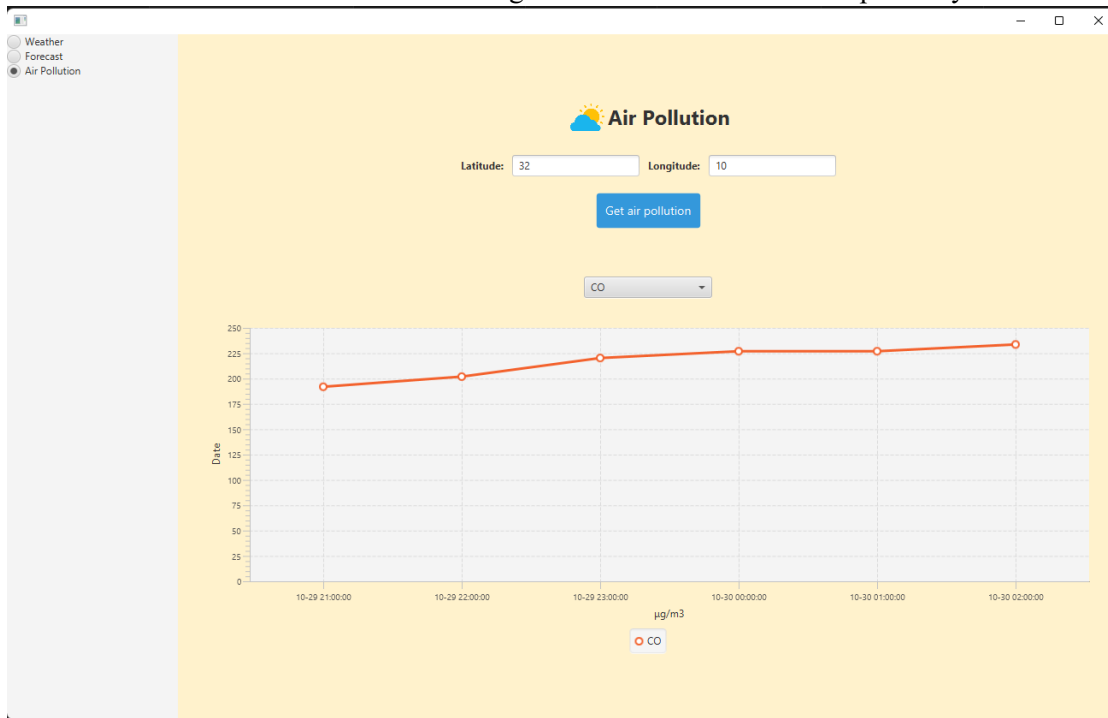 Weather
Forecast
Air Pollution
Air Pollution
Latitude: 32 Longitude: 10
Get air pollution
CO
250
225
200
175
150
125
100
75
50
25
0
Date
10-29 21:00:00 10-29 22:00:00 10-29 23:00:00 10-30 00:00:00 10-30 01:00:00 10-30 02:00:00
µg/m3
CO